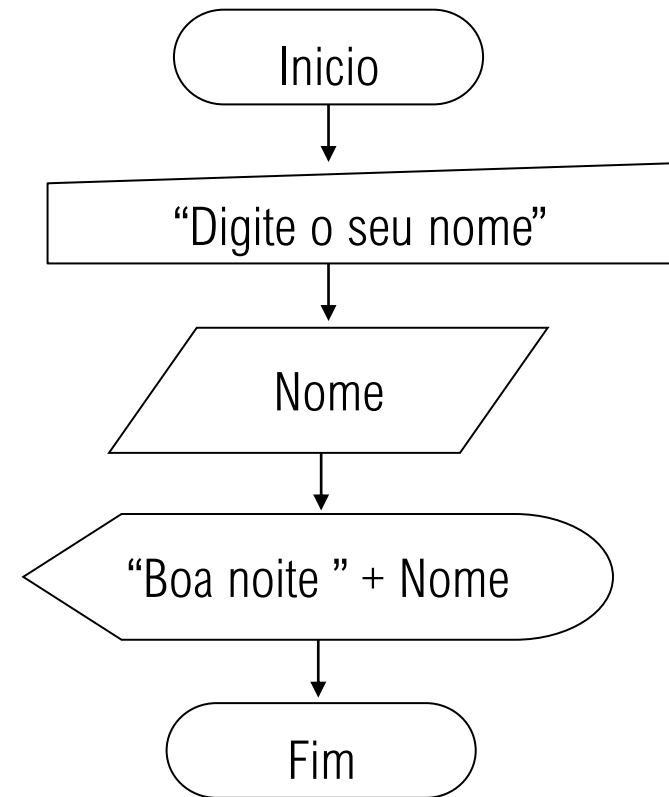 Inicio
“Digite o seu nome”
Nome
“Boa noite ” + Nome
Fim